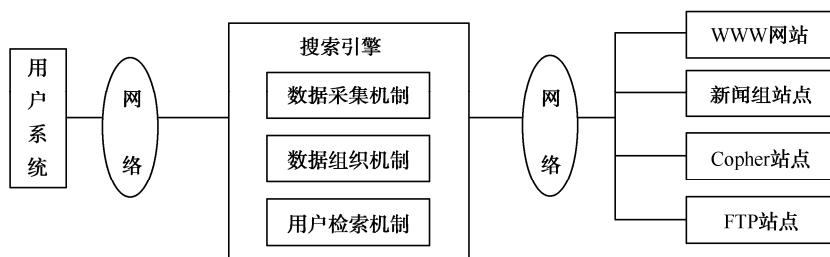 用户系统
网络
搜索引擎
数据采集机制
数据组织机制
用户检索机制
网络
WWW网站
新闻组站点
Copher站点
FTP站点